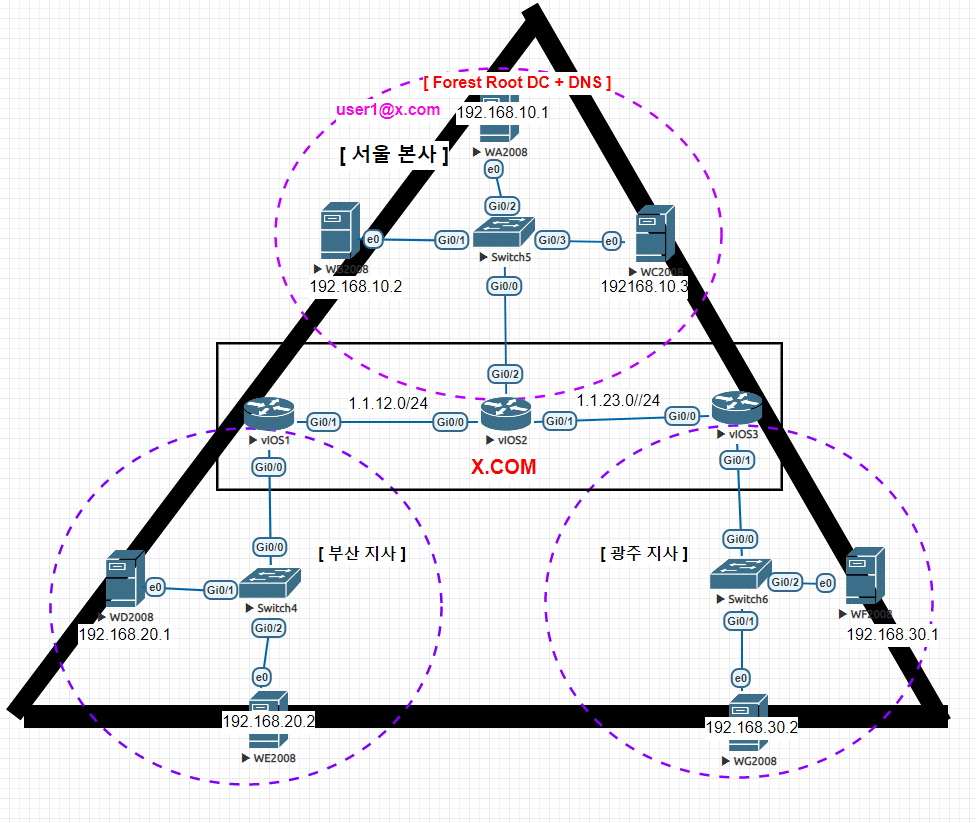 [ Forest Root DC + DNS ]
user1@x.com
192.168.10.1
[ 서울 본사 ]
WA2008
e0
Gi0/2
e0
Gi0/1
Gi0/3
e0
Switch5
WB2008
WC2008
192.168.10.2
Gi0/0
192168.10.3
Gi0/2
1.1.12.0/24
1.1.23.0//24
Gi0/1
Gi0/0
Gi0/1
Gi0/0
vIOS1
vIOS2
vIOS3
Gi0/0
X.COM
Gi0/1
Gi0/0
[ 부산 지사 ]
[ 광주 지사 ]
Gi0/0
e0
Gi0/1
Gi0/2
e0
Switch4
Switch6
WD2008
WF2008
192.168.20.1
Gi0/2
Gi0/1
192.168.30.1
e0
e0
192.168.20.2
192.168.30.2
WE2008
WG2008